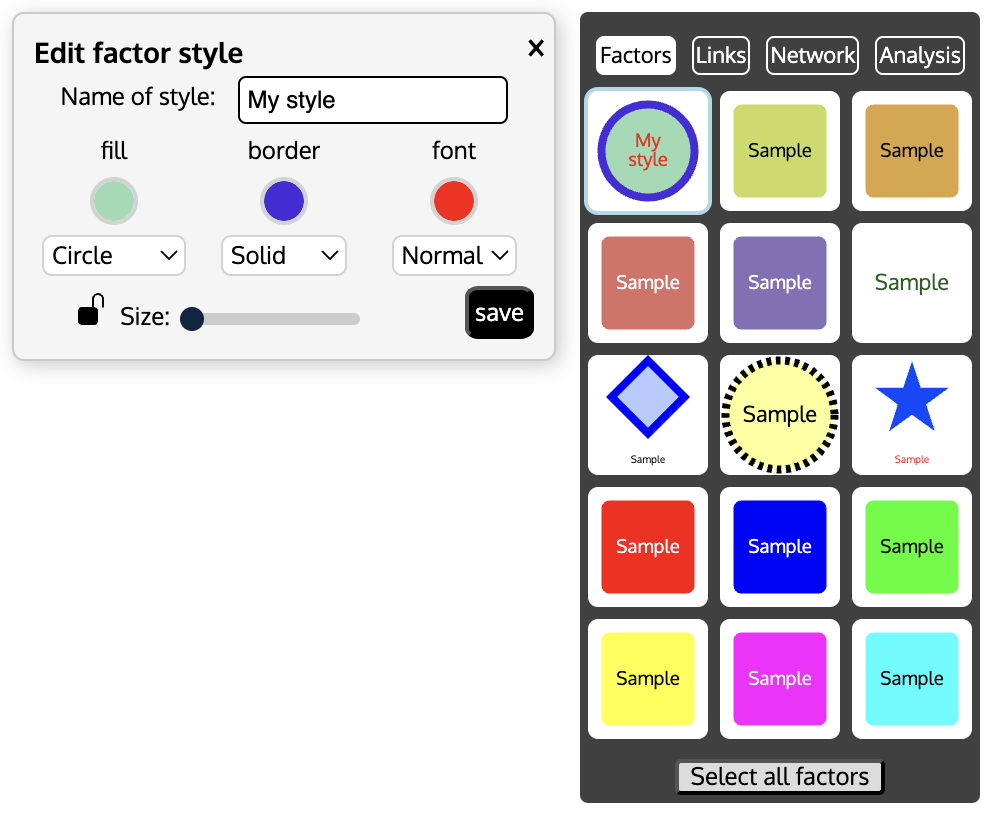 Edit factor style
Name of style: My style
fill border font
Circle Solid Normal
Size: save
Factors Links Network Analysis
My
style
Sample Sample
Sample Sample Sample
Sample Sample Sample
Sample Sample Sample
Sample Sample Sample
Select all factors